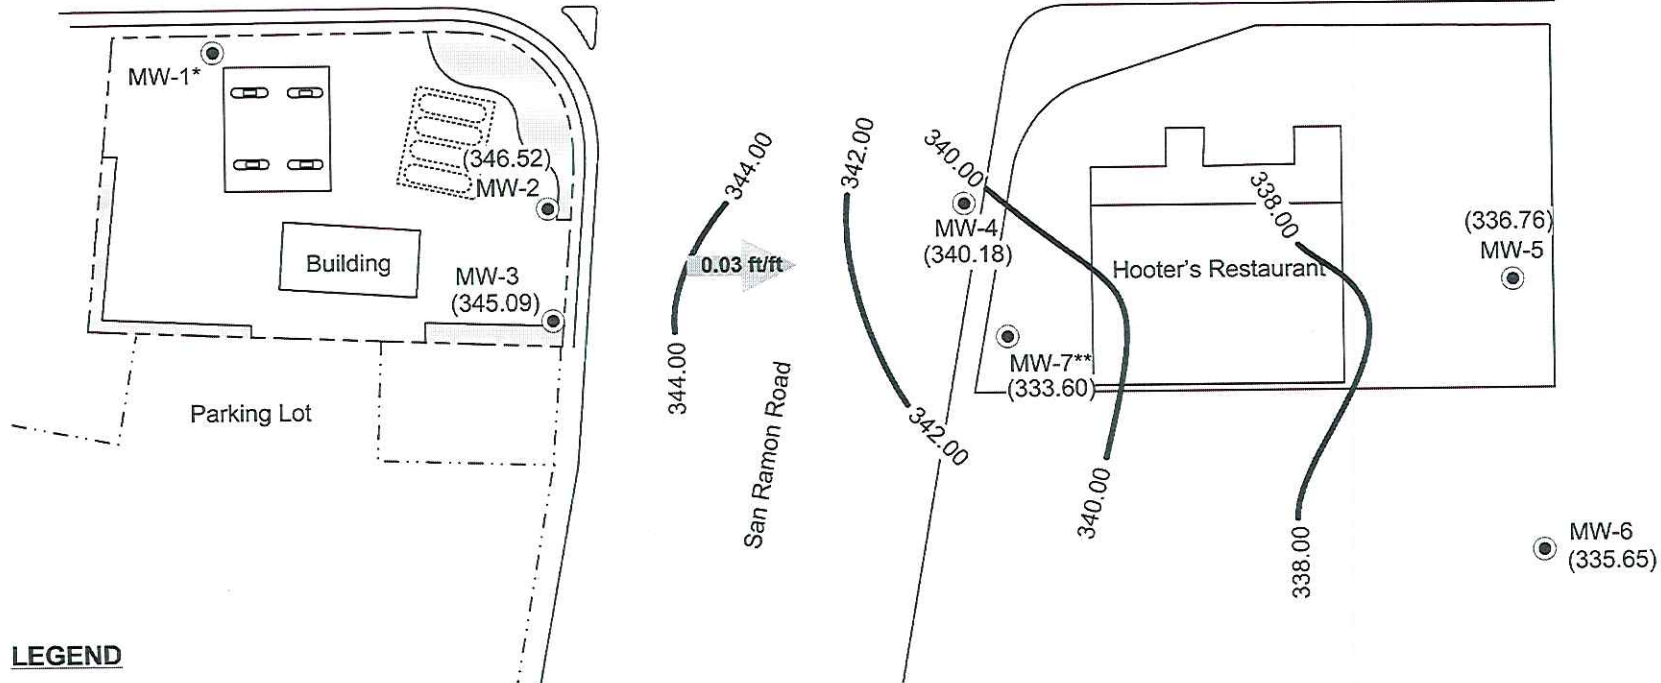 MW-1*
(346.52)
MW-2
Building
MW-3
(345.09)
Parking Lot
344.00
0.03 ft/ft
344.00
San Ramon Road
342.00
342.00
340.00
MW-4
(340.18)
MW-7**
(333.60)
340.00
Hooter's Restaurant
338.00
338.00
(336.76)
MW-5
MW-6
(335.65)
LEGEND